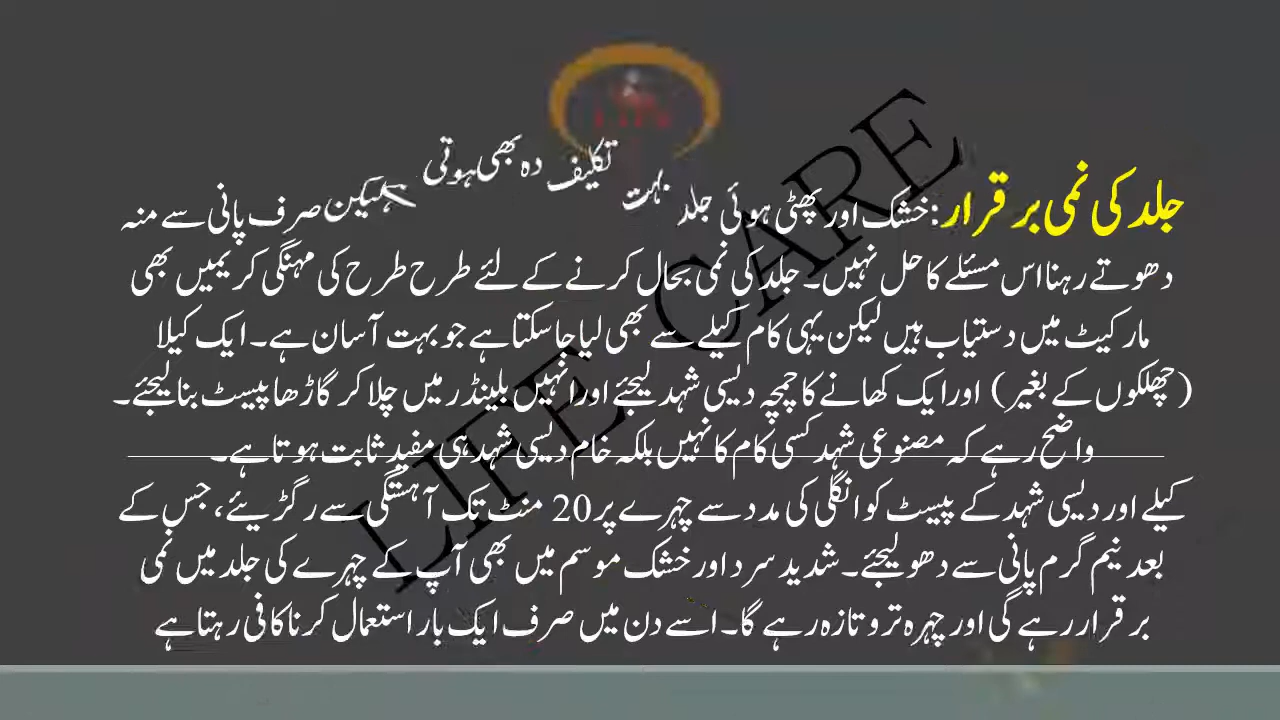 جلد کی نمی برقرار: خشک اور پھٹی ہوئی جلد بہت تکلیف دہ بھی ہوتی ہے لیکن صرف پانی سے منہ
دھوتے رہنا اس مسئلے کا حل نہیں۔ جلد کی نمی بحال کرنے کے لئے طرح طرح کی مہنگی کریمیں بھی
مارکیٹ میں دستیاب ہیں لیکن یہی کام کیلے سے بھی لیا جا سکتا ہے جو بہت آسان ہے۔ ایک کیلا
(چھلکوں کے بغیر) اور ایک کھانے کا چمچہ دیسی شہد لیجئے اور انہیں بلینڈر میں چلا کر گاڑھا پیسٹ بنا لیجئے۔
واضح رہے کہ مصنوعی شہد کسی کام کا نہیں بلکہ خام دیسی شہد ہی مفید ثابت ہوتا ہے۔
کیلے اور دیسی شہد کے پیسٹ کو انگلی کی مدد سے چہرے پر 20 منٹ تک آہستگی سے رگڑیئے، جس کے
بعد نیم گرم پانی سے دھو لیجئے۔ شدید سرد اور خشک موسم میں بھی آپ کے چہرے کی جلد میں نمی
برقرار رہے گی اور چہرہ تر و تازہ رہے گا۔ اسے دن میں صرف ایک بار استعمال کرنا کافی رہتا ہے
LIFE CARE